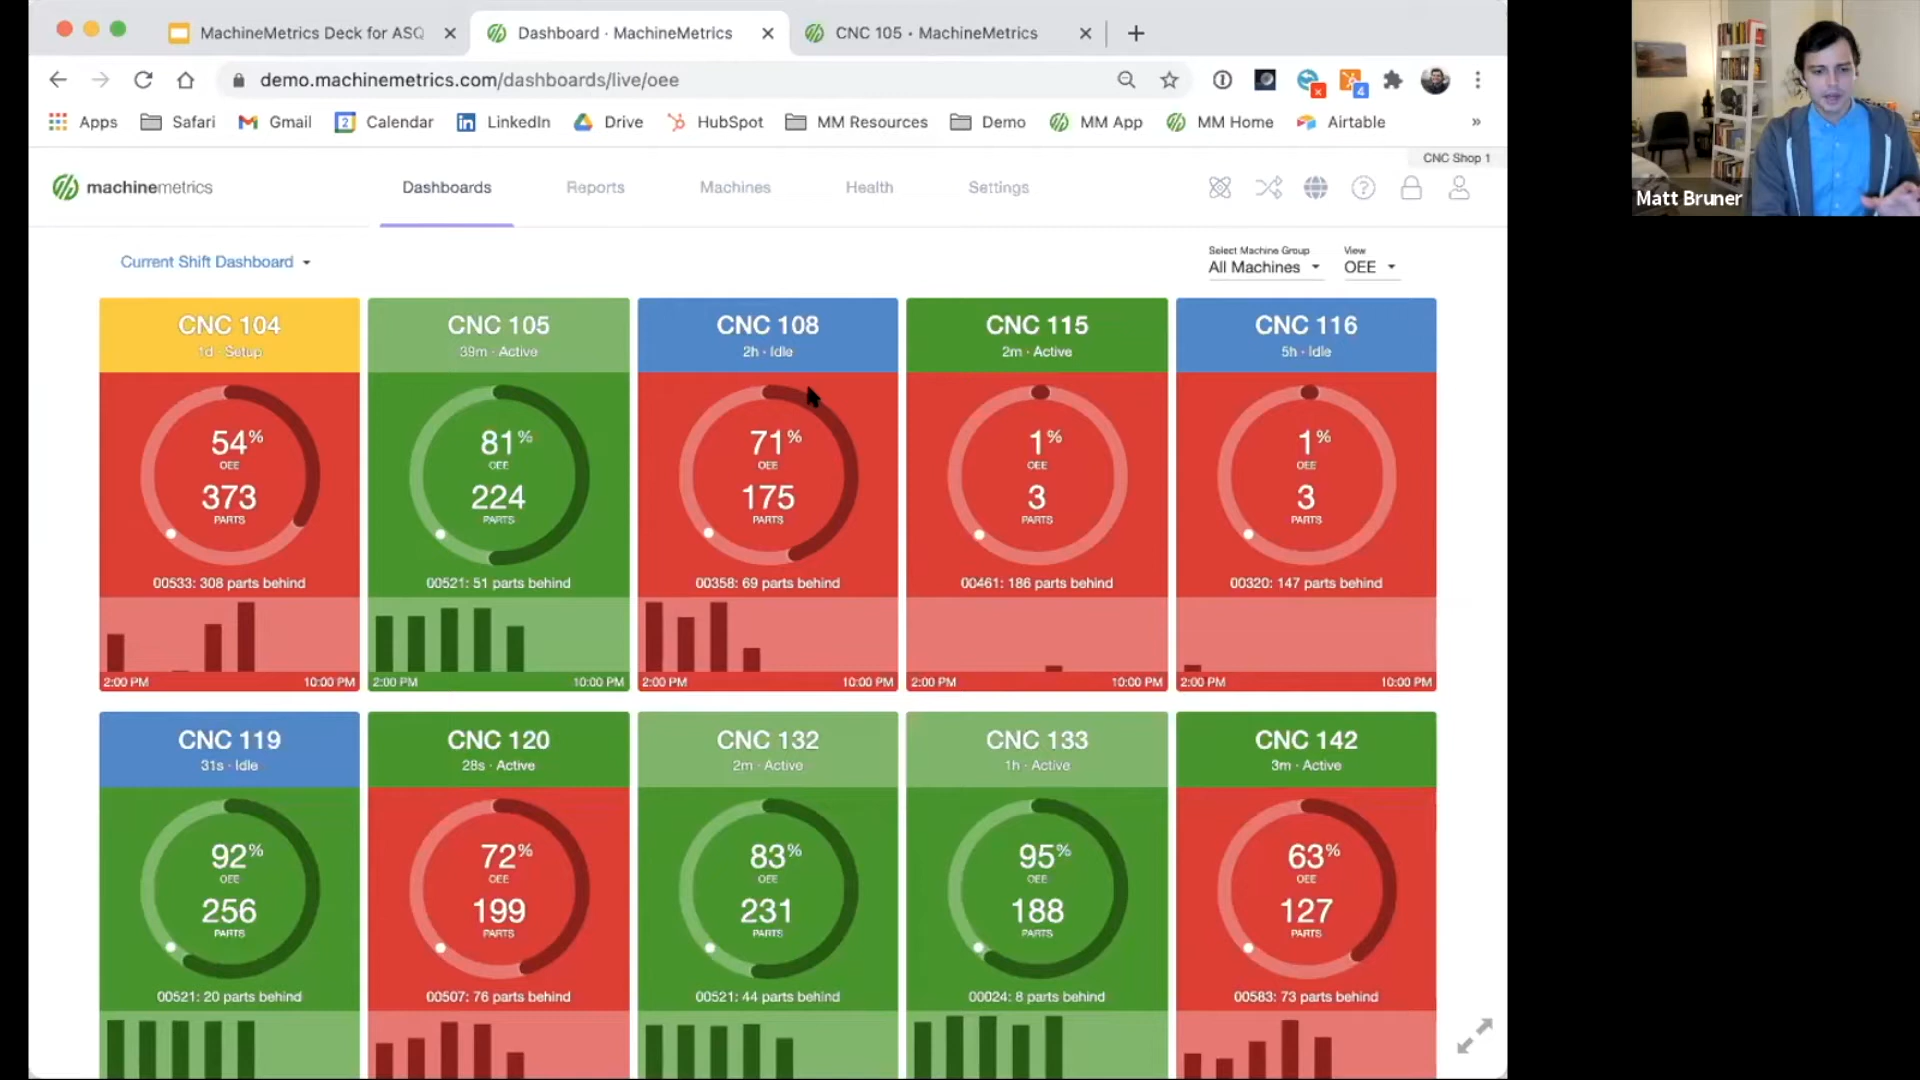 MachineMetrics Deck for ASQ
Dashboard · MachineMetrics
CNC 105 • MachineMetrics
demo.machinemetrics.com/dashboards/live/oee
x
4
Apps
Safari
Gmail
2
Calendar
LinkedIn
Drive
HubSpot
MM Resources
Demo
MM App
MM Home
Airtable
»
Matt Bruner
CNC Shop 1
machinemetrics
Dashboards
Reports
Machines
Health
Settings
Current Shift Dashboard
Select Machine Group
All Machines
View
OEE
CNC 104
1d · Setup
54%
OEE
373
PARTS
00533: 308 parts behind
2:00 PM
10:00 PM
CNC 105
39m · Active
81%
OEE
224
PARTS
00521: 51 parts behind
2:00 PM
10:00 PM
CNC 108
2h · Idle
71%
OEE
175
PARTS
00358: 69 parts behind
2:00 PM
10:00 PM
CNC 115
2m · Active
1%
OEE
3
PARTS
00461: 186 parts behind
2:00 PM
10:00 PM
CNC 116
5h · Idle
1%
OEE
3
PARTS
00320: 147 parts behind
2:00 PM
10:00 PM
CNC 119
31s · Idle
92%
OEE
256
PARTS
00521: 20 parts behind
CNC 120
28s · Active
72%
OEE
199
PARTS
00507: 76 parts behind
CNC 132
2m · Active
83%
OEE
231
PARTS
00521: 44 parts behind
CNC 133
1h · Active
95%
OEE
188
PARTS
00024: 8 parts behind
CNC 142
3m · Active
63%
OEE
127
PARTS
00583: 73 parts behind